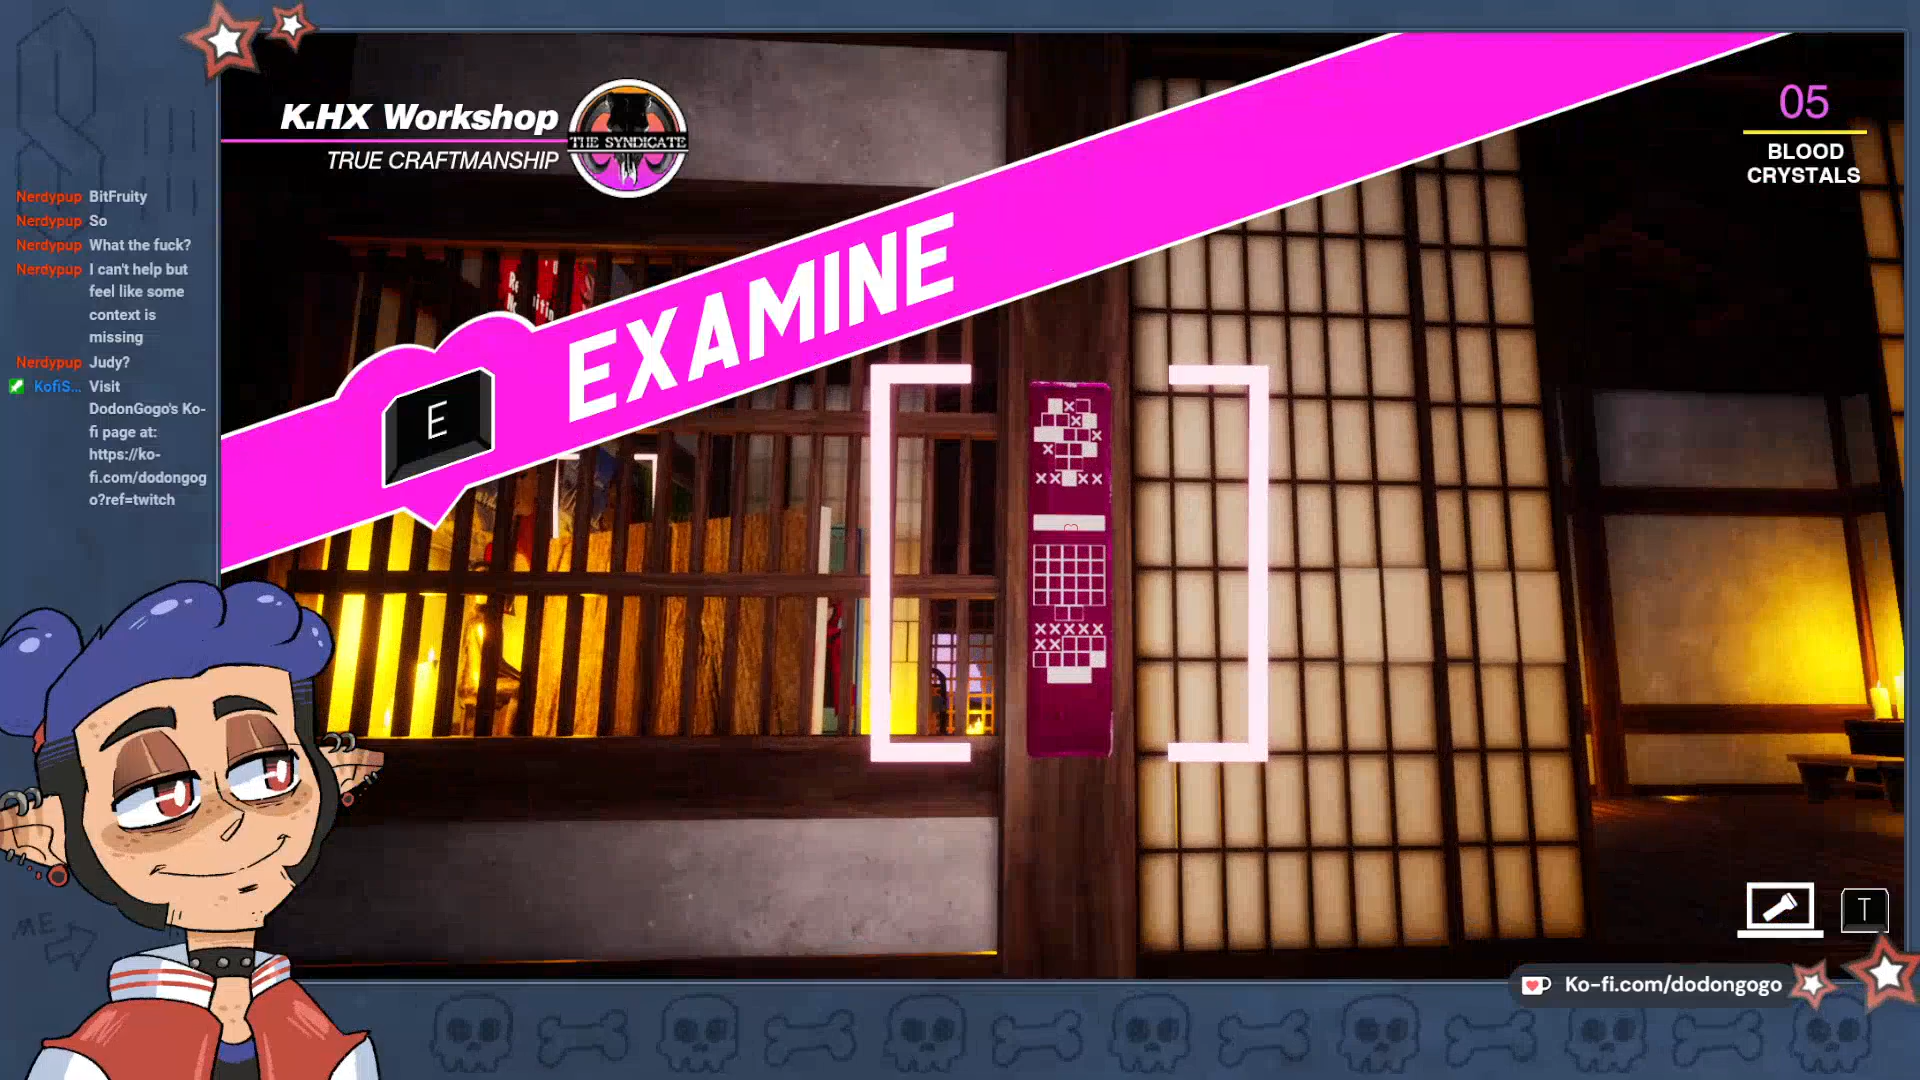 K.HX Workshop
TRUE CRAFTMANSHIP
THE SYNDICATE
05
BLOOD
CRYSTALS
EXAMINE
E
Nerdypup BitFruity
Nerdypup So
Nerdypup What the fuck?
Nerdypup I can't help but
feel like some
context is
missing
Nerdypup Judy?
KofiS... Visit
DodonGogo's Ko-
fi page at:
https://ko-
fi.com/dodongog
o?ref=twitch
ME
T
Ko-fi.com/dodongogo